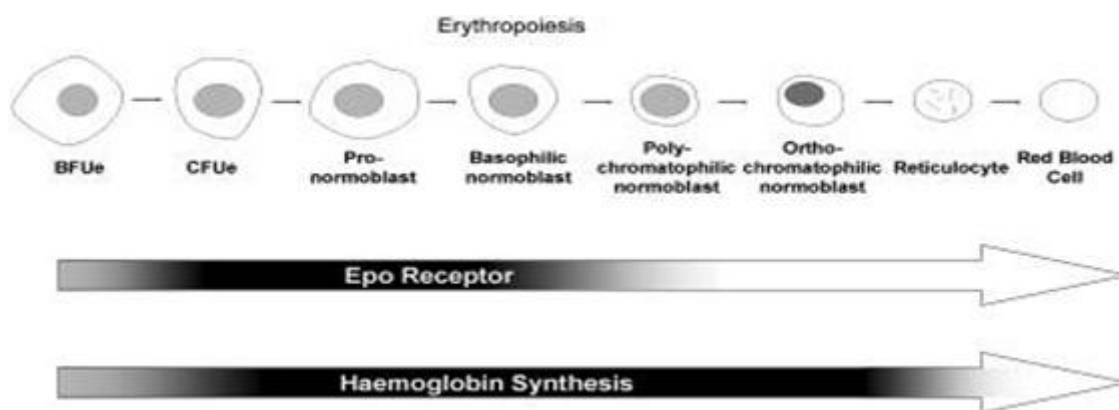 Erythropoiesis
BFUe
CFUe
Pro-
normoblast
Basophilic
normoblast
Poly-
chromatophilic
normoblast
Ortho-
chromatophilic
normoblast
Reticulocyte
Red Blood
Cell
Epo Receptor
Haemoglobin Synthesis